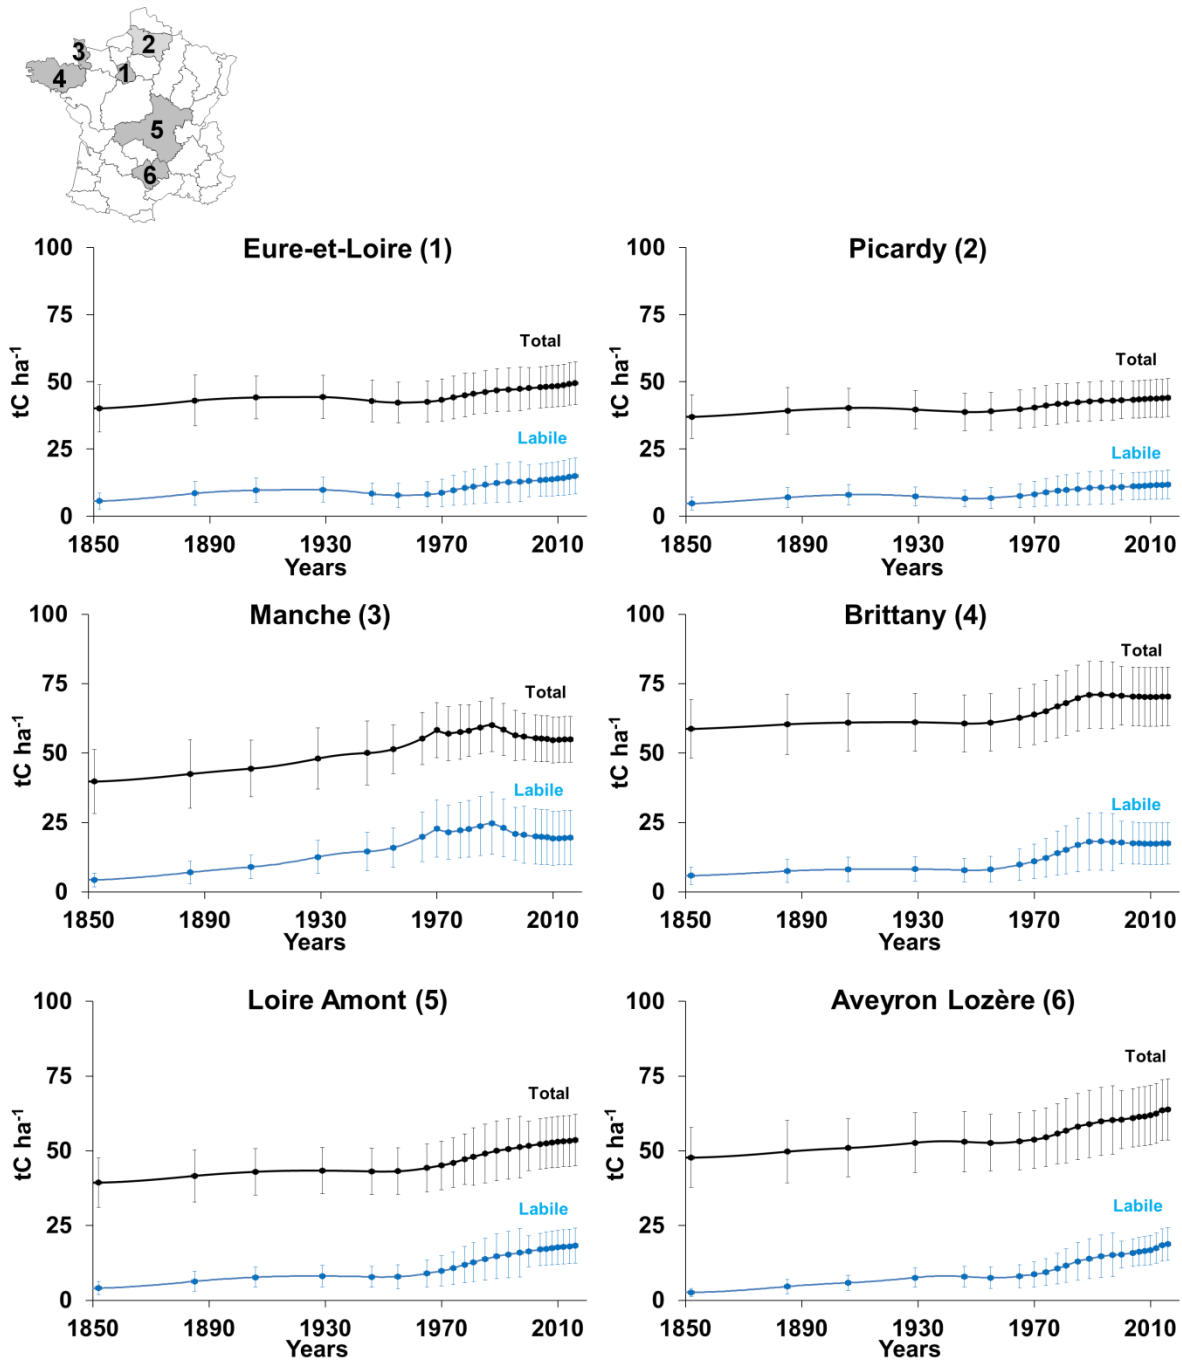 3
2
4
1
5
6
Eure-et-Loire (1)
100
75
50
25
0
tC ha-1
Total
Labile
1850 1890 1930 1970 2010
Years
Picardy (2)
100
75
50
25
0
tC ha-1
Total
Labile
1850 1890 1930 1970 2010
Years
Manche (3)
100
75
50
25
0
tC ha-1
Total
Labile
1850 1890 1930 1970 2010
Years
Brittany (4)
100
75
50
25
0
tC ha-1
Total
Labile
1850 1890 1930 1970 2010
Years
Loire Amont (5)
100
75
50
25
0
tC ha-1
Total
Labile
1850 1890 1930 1970 2010
Years
Aveyron Lozère (6)
100
75
50
25
0
tC ha-1
Total
Labile
1850 1890 1930 1970 2010
Years